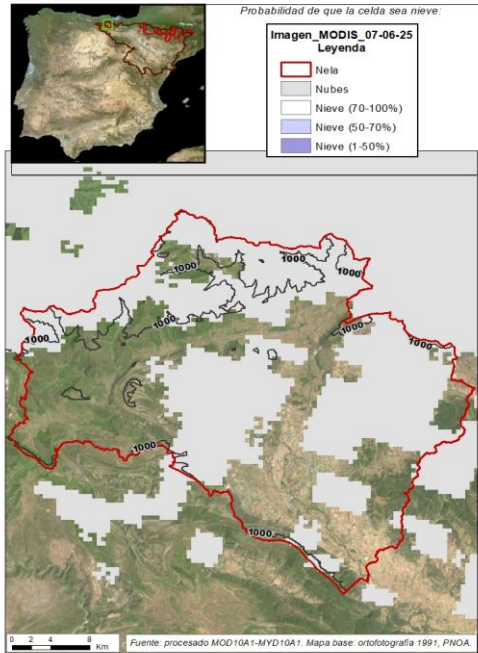 Probabilidad de que la celda sea nieve:
Imagen_MODIS_07-06-25
Leyenda
Nela
Nubes
Nieve (70-100%)
Nieve (50-70%)
Nieve (1-50%)
1000
1000
1000
1000
1000
1000
1000
1000
1000
1000
0 2 4 8
Km
Fuente: procesado MOD10A1-MYD10A1. Mapa base: ortofotografía 1991, PNOA.